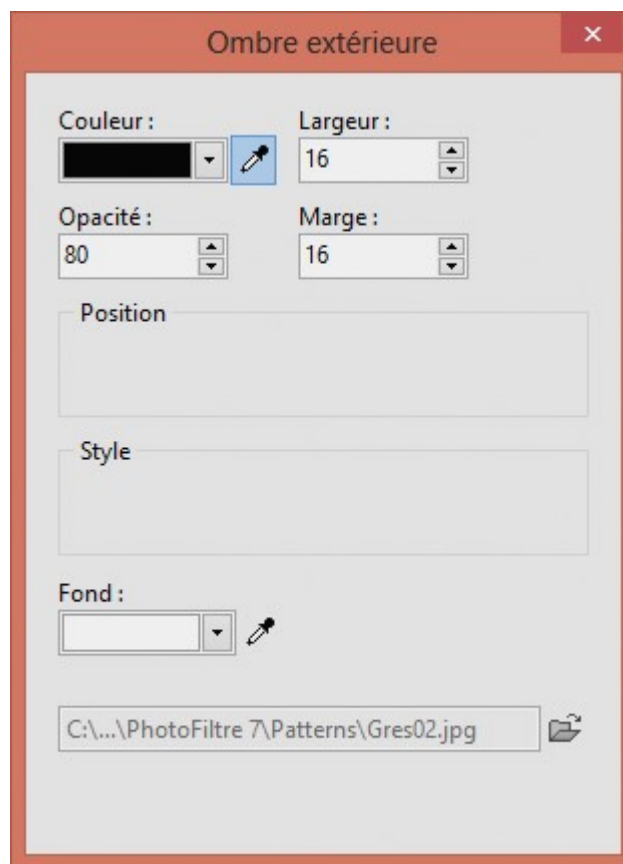 Ombre extérieure
Couleur :
Largeur :
16
Opacité :
Marge :
80
16
Position
Style
Fond :
C:\...\PhotoFiltre 7\Patterns\Gres02.jpg